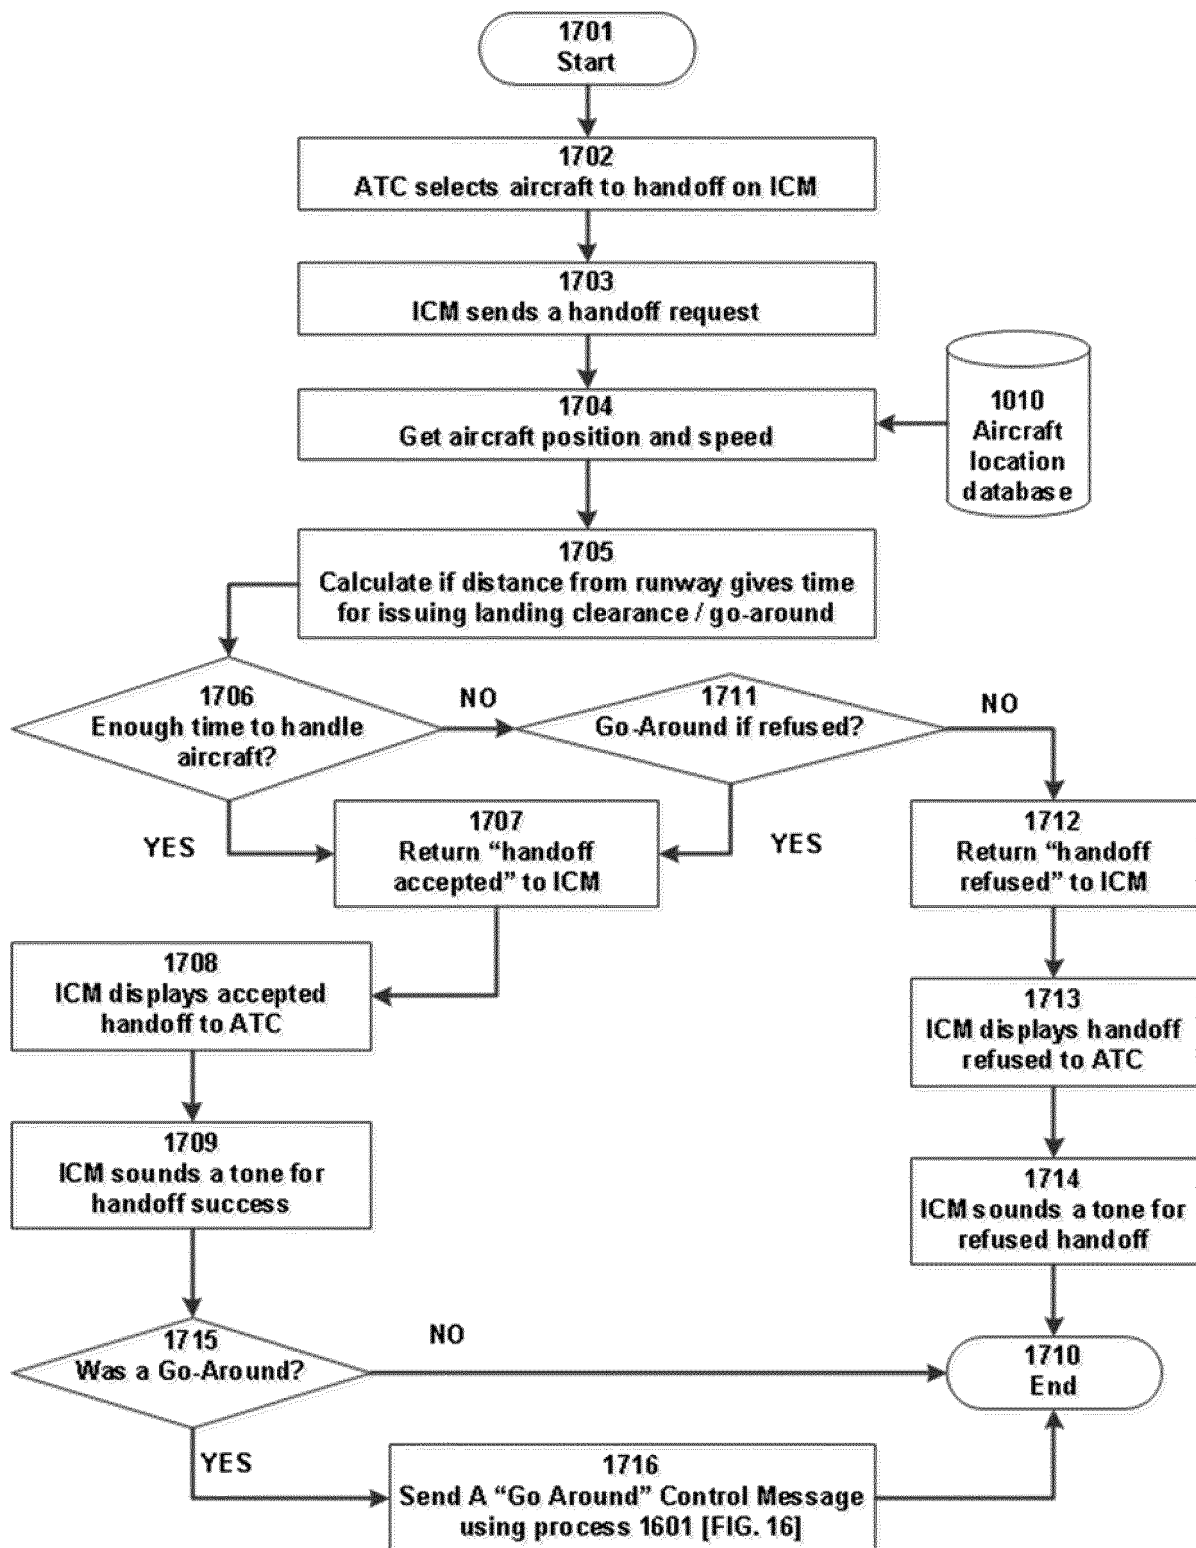 1701
Start
1702
ATC selects aircraft to handoff on ICM
1703
ICM sends a handoff request
1704
Get aircraft position and speed
1010
Aircraft
location
database
1705
Calculate if distance from runway gives time
for issuing landing clearance / go-around
1706
Enough time to handle
aircraft?
NO
1711
Go-Around if refused?
NO
YES
1707
Return “handoff
accepted” to ICM
YES
1712
Return “handoff
refused” to ICM
1708
ICM displays accepted
handoff to ATC
1713
ICM displays handoff
refused to ATC
1709
ICM sounds a tone for
handoff success
1714
ICM sounds a tone for
refused handoff
1715
Was a Go-Around?
NO
1710
End
YES
1716
Send A “Go Around” Control Message
using process 1601 [FIG. 16]